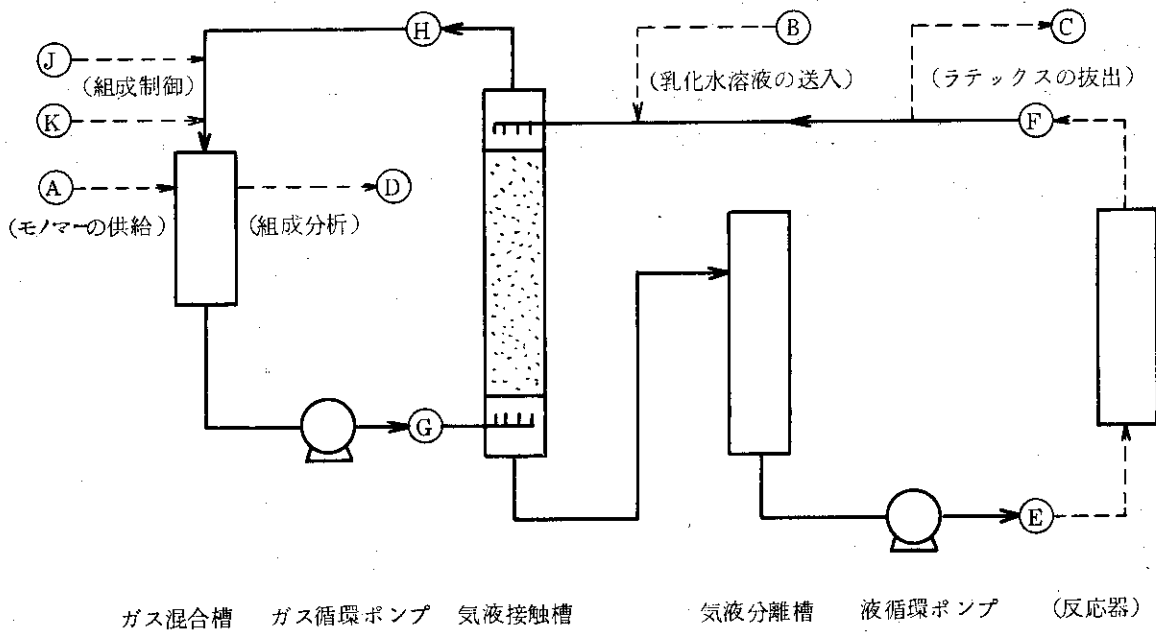 H
B
C
J
(組成制御)
(乳化水溶液の送入)
(ラテックスの抜出)
K
F
A
D
(モノマーの供給)
(組成分析)
G
E
ガス混合槽 ガス循環ポンプ 気液接触槽 気液分離槽 液循環ポンプ (反応器)